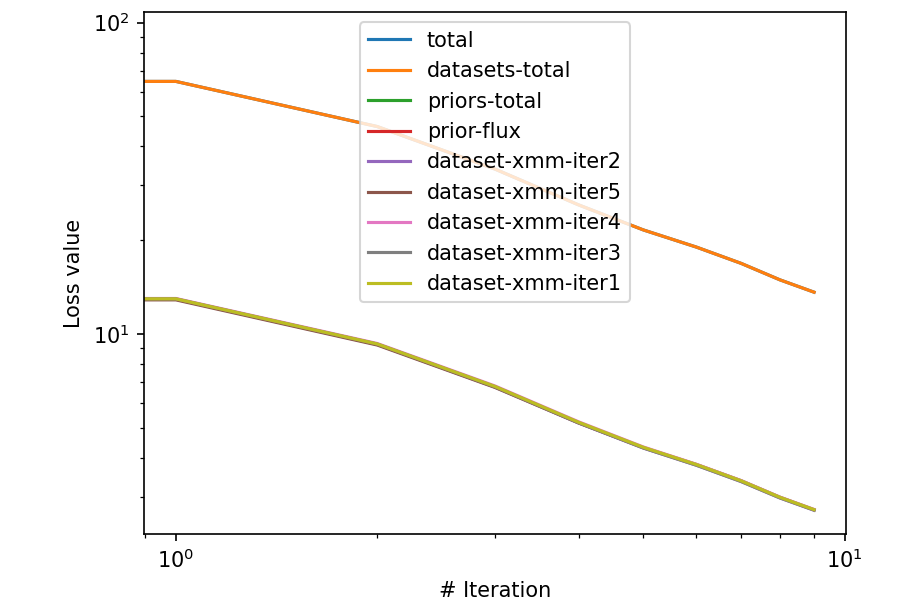 10²
10¹
Loss value
total
datasets-total
priors-total
prior-flux
dataset-xmm-iter2
dataset-xmm-iter5
dataset-xmm-iter4
dataset-xmm-iter3
dataset-xmm-iter1
10⁰
10¹
# Iteration